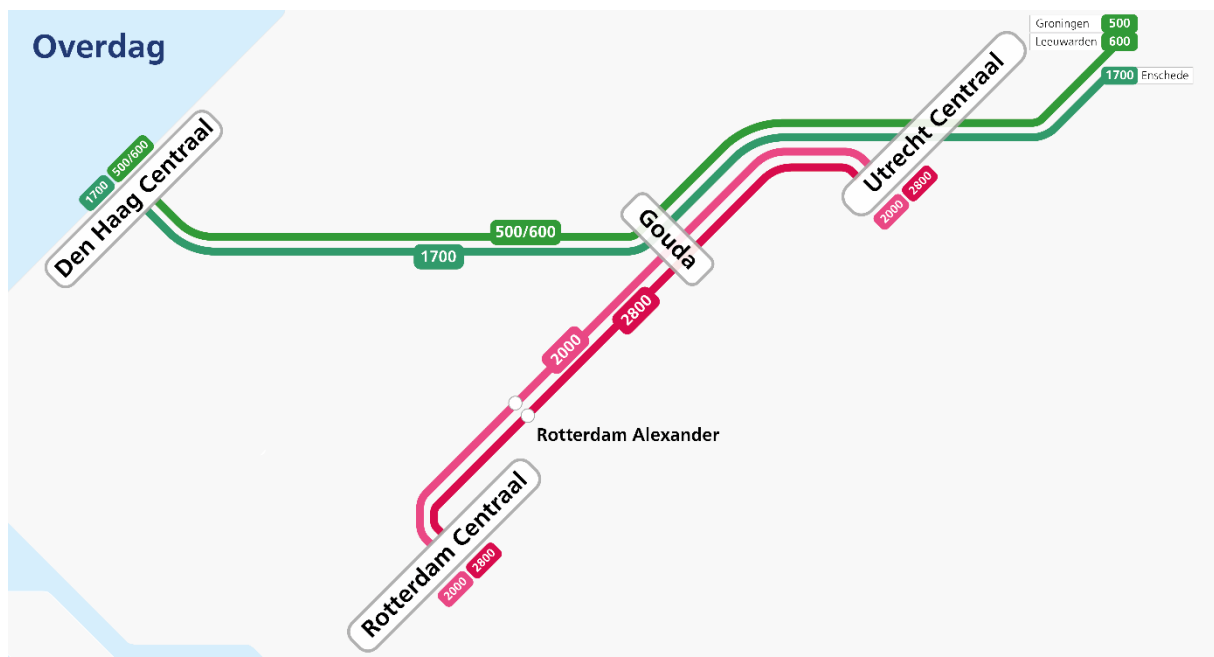 Overdag
Groningen 500
Leeuwarden 600
1700 Enschede
Utrecht Centraal
2000 2800
1700 500/600
Den Haag Centraal
500/600
1700
Gouda
2800
2000
Rotterdam Alexander
Rotterdam Centraal
2000 2800